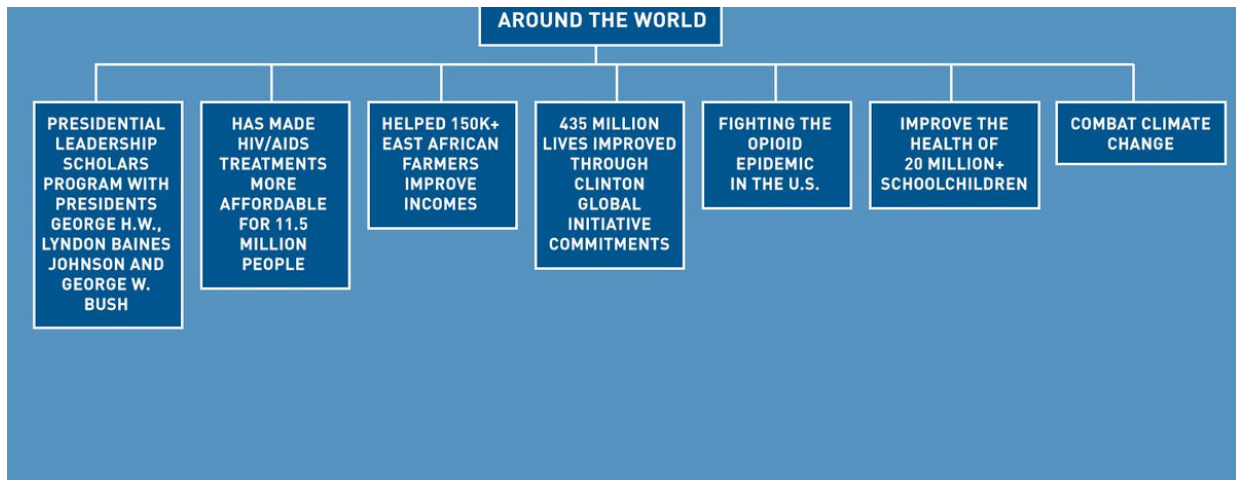 AROUND THE WORLD
PRESIDENTIAL
LEADERSHIP
SCHOLARS
PROGRAM WITH
PRESIDENTS
GEORGE H.W.,
LYNDON BAINES
JOHNSON AND
GEORGE W.
BUSH
HAS MADE
HIV/AIDS
TREATMENTS
MORE
AFFORDABLE
FOR 11.5
MILLION
PEOPLE
HELPED 150K+
EAST AFRICAN
FARMERS
IMPROVE
INCOMES
435 MILLION
LIVES IMPROVED
THROUGH
CLINTON
GLOBAL
INITIATIVE
COMMITMENTS
FIGHTING THE
OPIOID
EPIDEMIC
IN THE U.S.
IMPROVE THE
HEALTH OF
20 MILLION+
SCHOOLCHILDREN
COMBAT CLIMATE
CHANGE